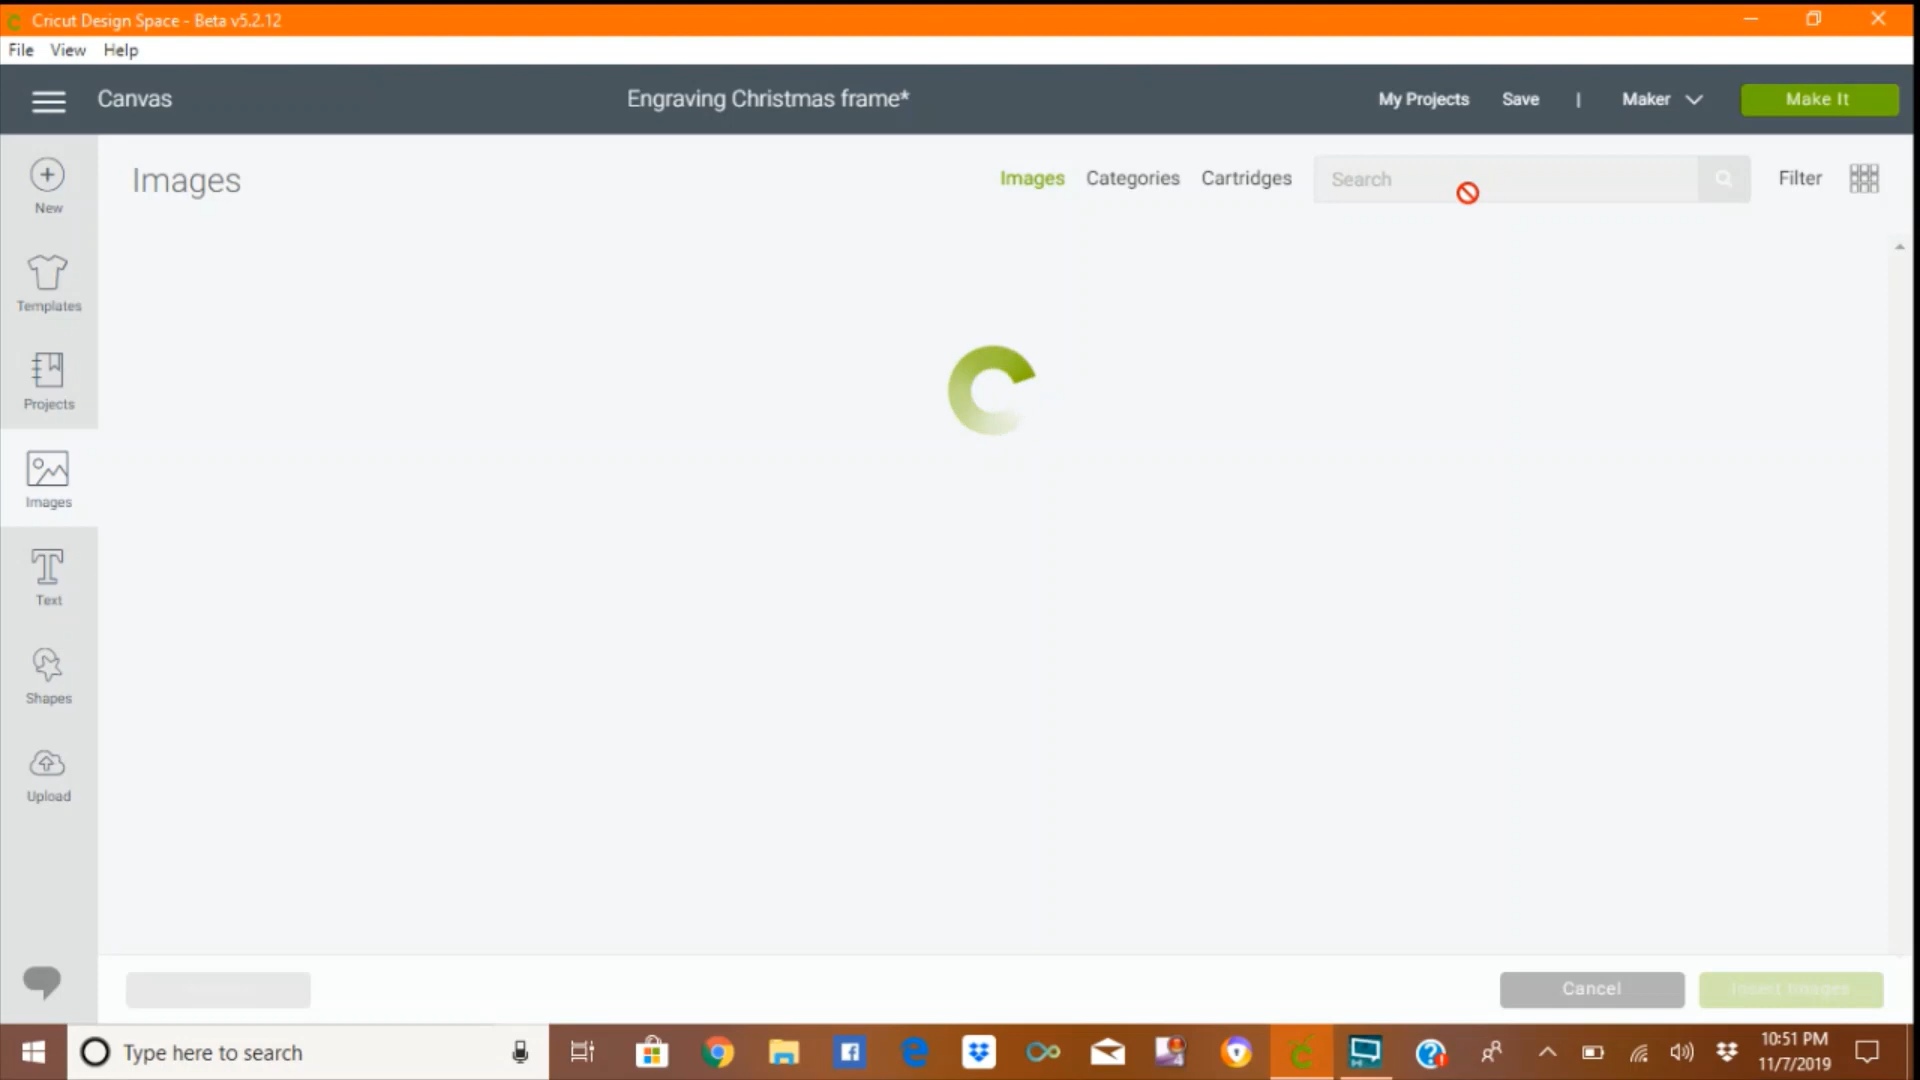 Cricut Design Space - Beta v5.2.12
File View Help
Canvas
Engraving Christmas frame*
My Projects Save | Maker Make It
New
Templates
Projects
Images
Text
Shapes
Upload
Images
Images Categories Cartridges Search Filter
Cancel Insert Images
Type here to search
10:51 PM
11/7/2019